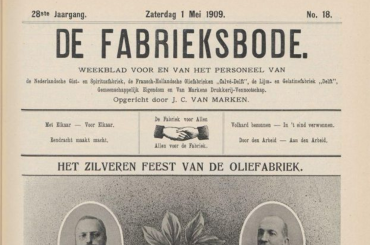 28ste Jaargang. Zaterdag 1 Mei 1909. No. 18.
DE FABRIEKSBODE.
WEEKBLAD VOOR EN VAN HET PERSONEEL VAN
de Nederlandsche Gist- en Spiritusfabriek, de Fransch-Hollandsche Oliefabrieken „Calvé-Delft”, de Lijm- en Gelatinefabriek „Delft”,
Gemeenschappelijk Eigendom en Van Markens Drukkerij-Vennootschap.
Opgericht door J. C. VAN MARKEN.
Met Elkaar — Voor Elkaar.
Eendracht maakt macht.
De Fabriek voor Allen
Allen voor de Fabriek.
Volhard bezonnen — In 't eind verwonnen.
Door den Arbeid — Aan den Arbeid.
HET ZILVEREN FEEST VAN DE OLIEFABRIEK.